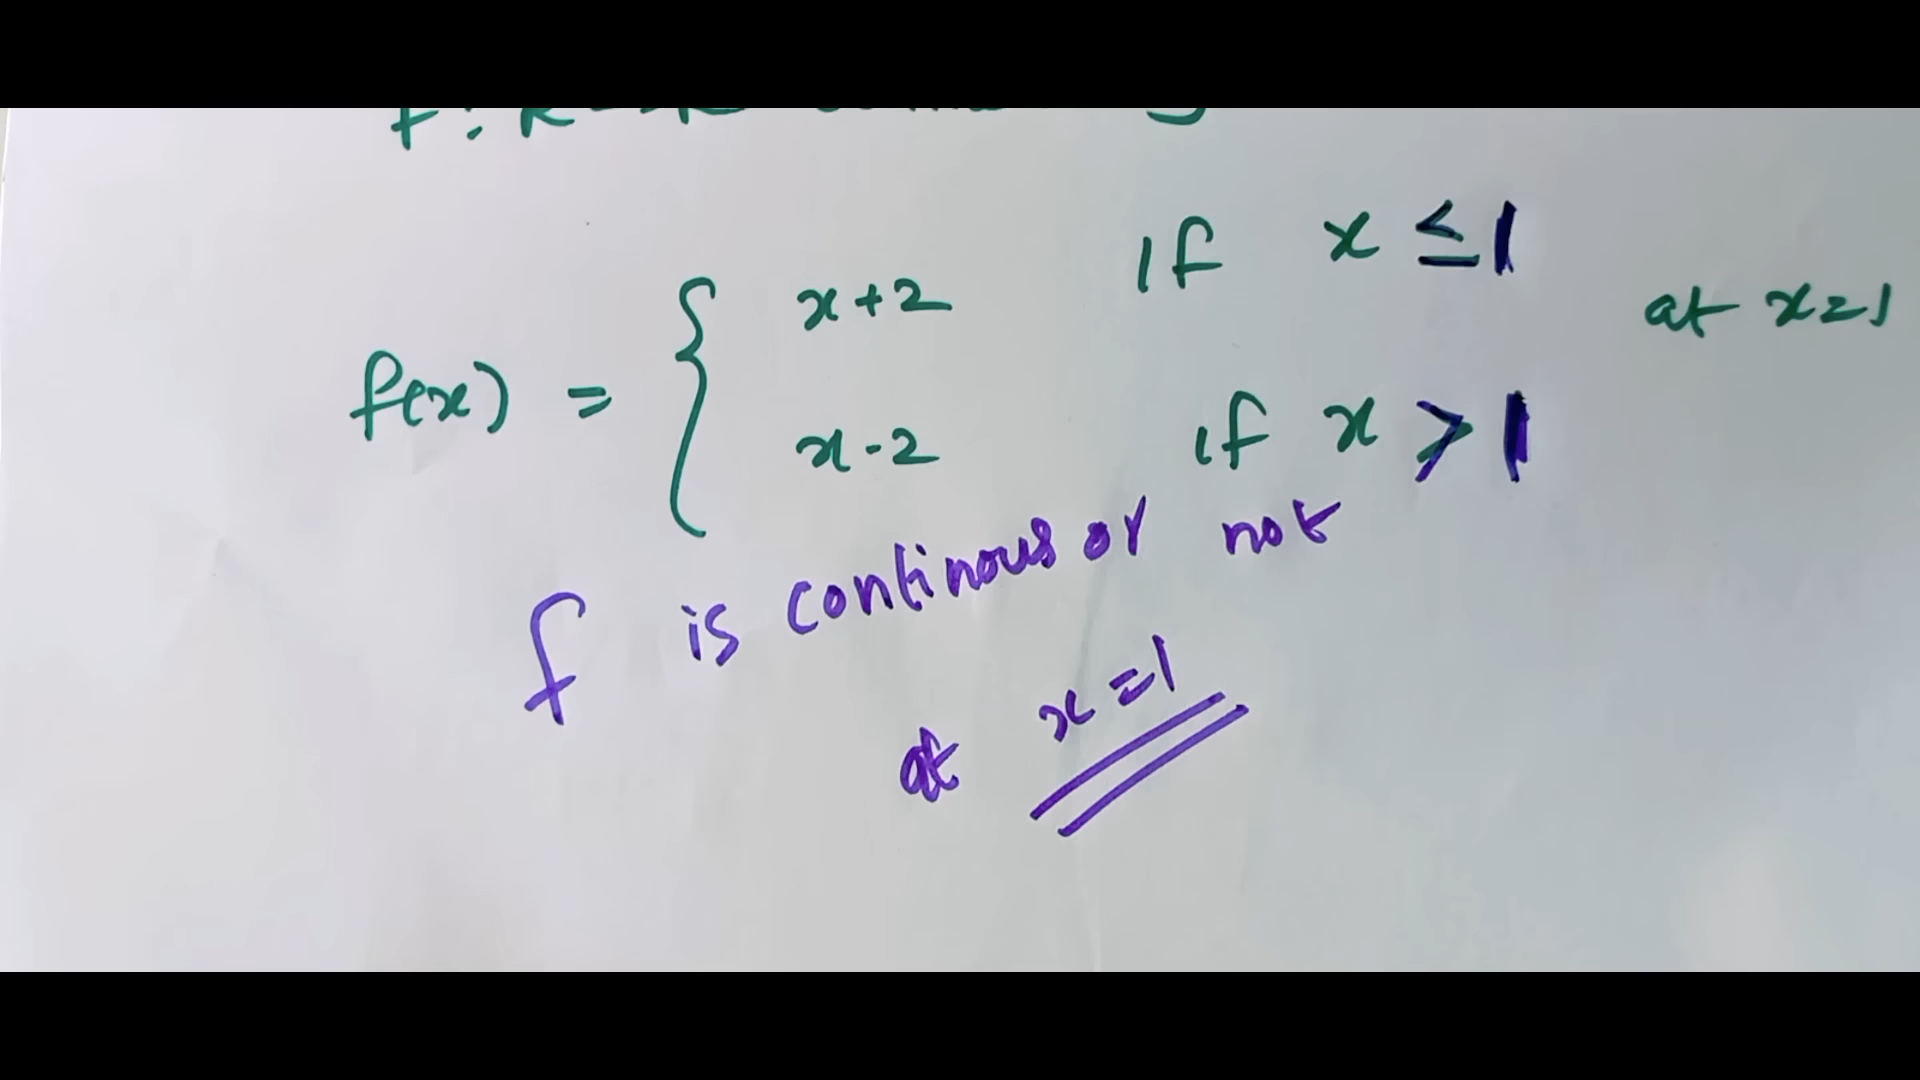 f(x) = { x+2 if x ≤ 1 at x=1
x-2 if x > 1
f is continous or not
at x=1